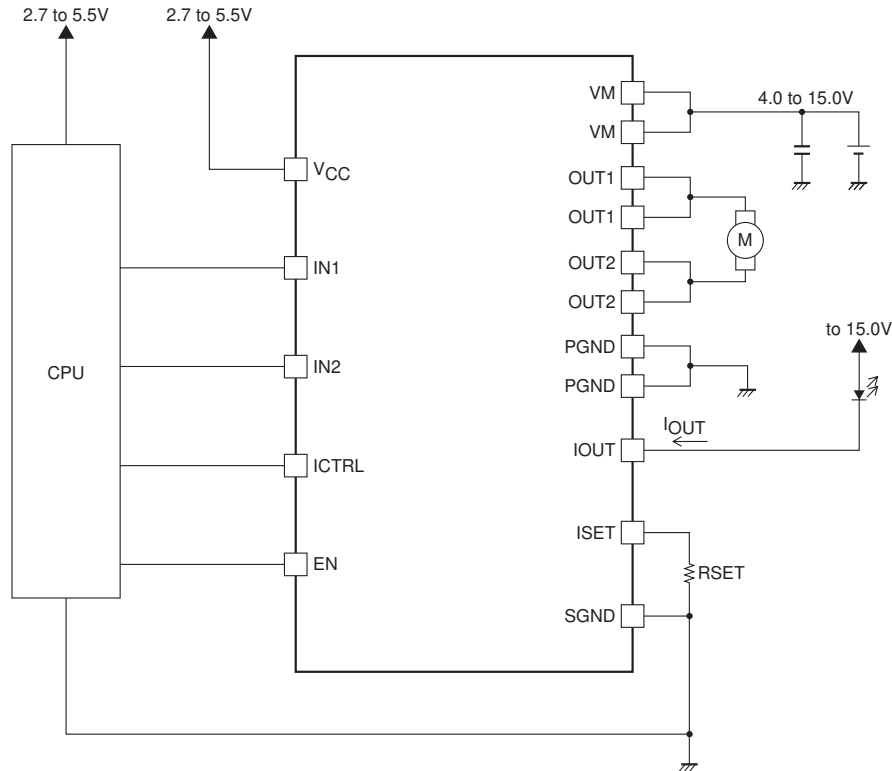 2.7 to 5.5V
2.7 to 5.5V
VM
4.0 to 15.0V
VM
VCC
OUT1
OUT1
M
IN1
OUT2
OUT2
to 15.0V
PGND
CPU
IN2
PGND
IOUT
IOUT
ICTRL
ISET
EN
RSET
SGND